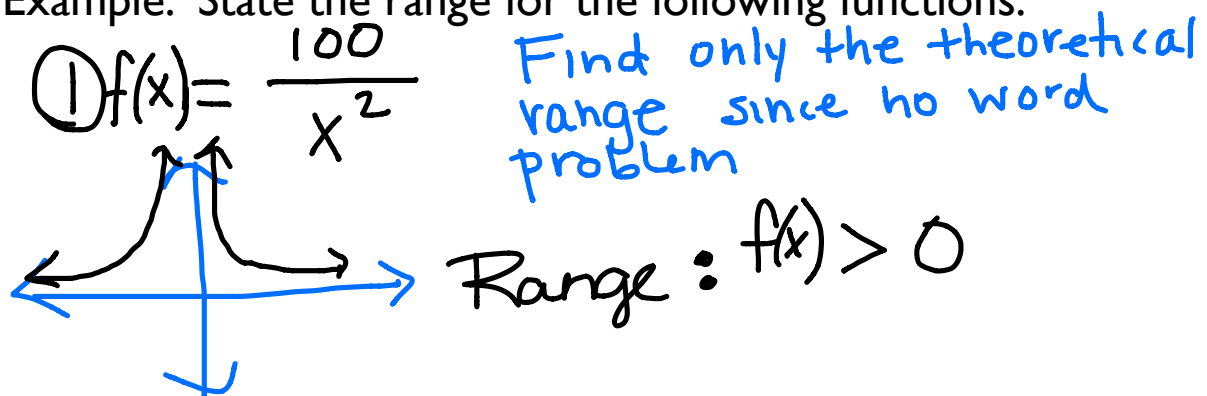 Example: State the range for the following functions.
① f(x) = 100/x²
Find only the theoretical
range since no word
problem
Range : f(x) > 0